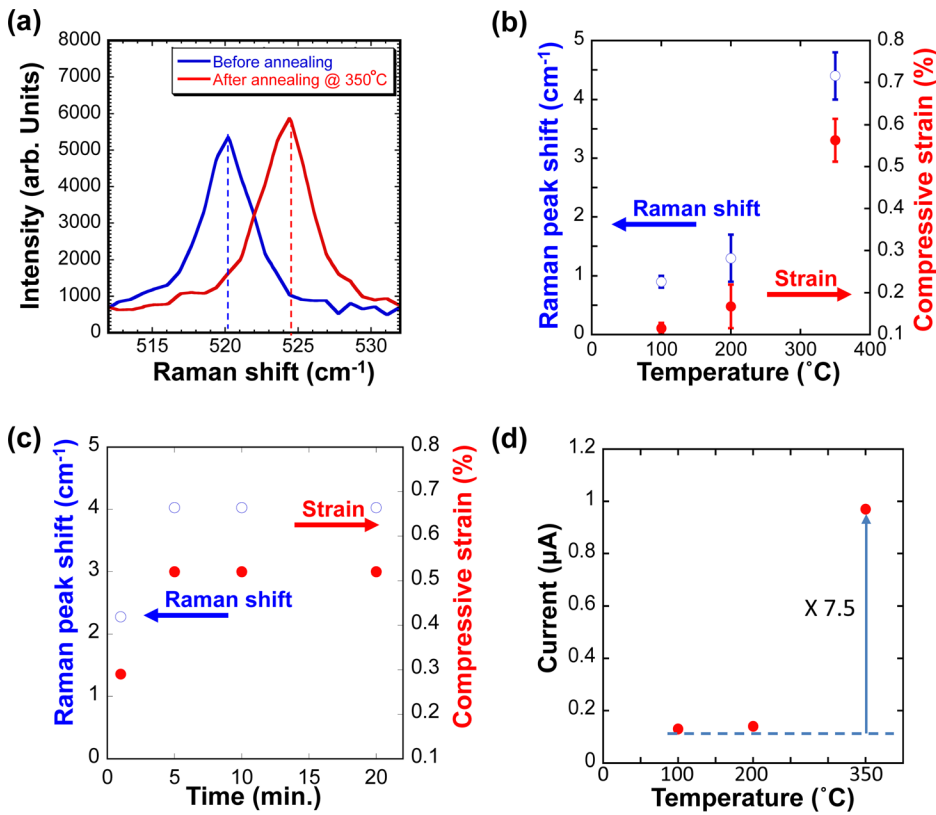 (a)
Intensity (arb. Units)
8000
7000
6000
5000
4000
3000
2000
1000
0
Before annealing
After annealing @ 350°C
515 520 525 530
Raman shift (cm-1)
(b)
Raman peak shift (cm-1)
5
4
3
2
1
0
Raman shift
Strain
0.8
0.7
0.6
0.5
0.4
0.3
0.2
0.1
Compressive strain (%)
0 100 200 300 400
Temperature (˚C)
(c)
Raman peak shift (cm-1)
5
4
3
2
1
0
Strain
Raman shift
0.8
0.7
0.6
0.5
0.4
0.3
0.2
0.1
Compressive strain (%)
0 5 10 15 20
Time (min.)
(d)
Current (µA)
1.2
1
0.8
0.6
0.4
0.2
0
X 7.5
0 100 200 350
Temperature (˚C)